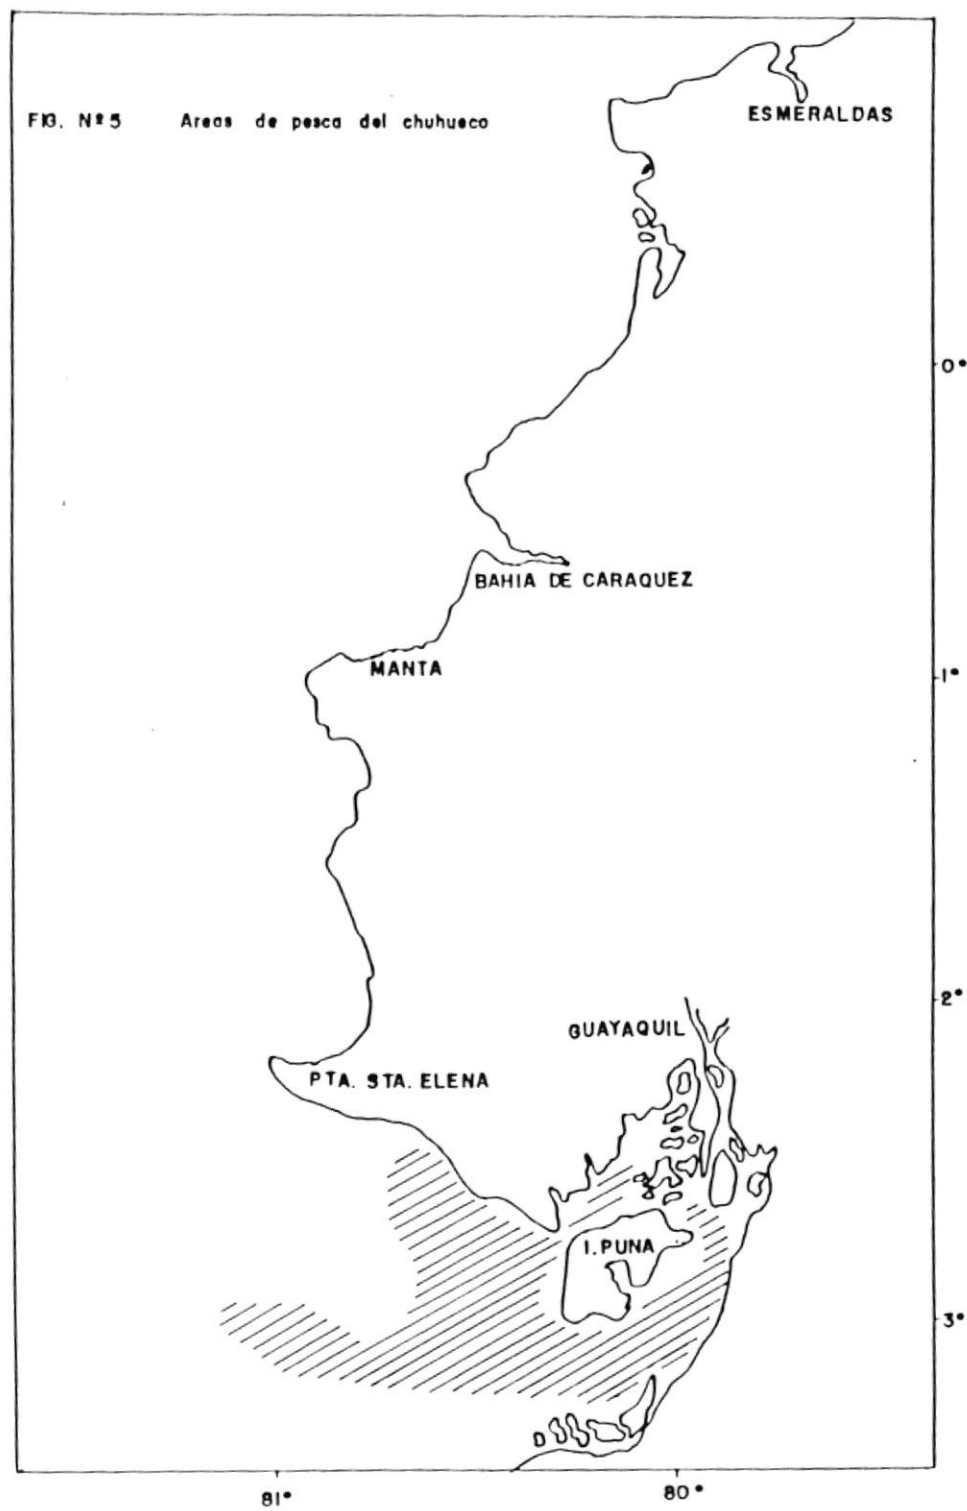 ESMERALDAS
FIG. Nº 5 Areas de pesca del chuhueco
0°
BAHIA DE CARAQUEZ
MANTA
1°
2°
GUAYAQUIL
PTA. STA. ELENA
I. PUNA
3°
81° 80°